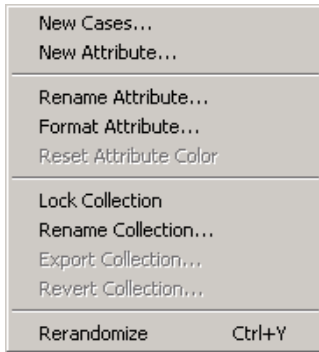 New Cases...
New Attribute...
Rename Attribute...
Format Attribute...
Reset Attribute Color
Lock Collection
Rename Collection...
Export Collection...
Revert Collection...
Rerandomize Ctrl+Y